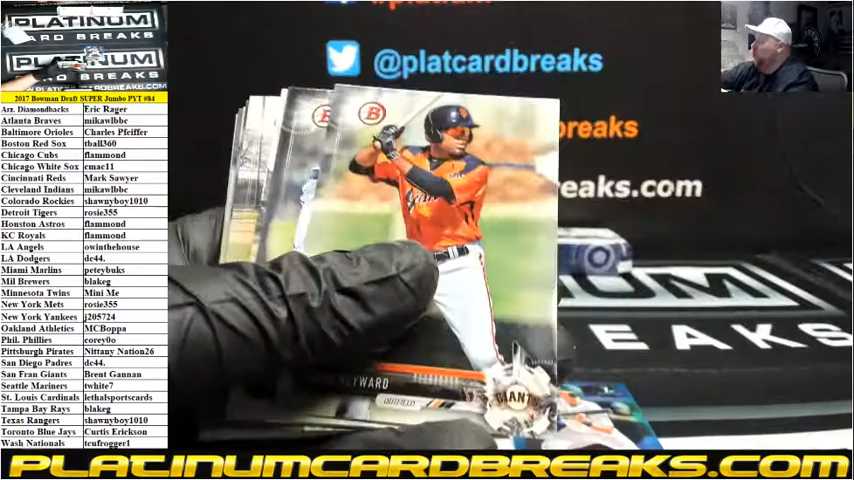 PLATINUM
CARD BREAKS
PLATINUM
CARD BREAKS
2017 Bowman Draft SUPER Jumbo PYT #84
Arz. Diamondbacks Eric Rager
Atlanta Braves mikawlbbc
Baltimore Orioles Charles Pfeiffer
Boston Red Sox tball360
Chicago Cubs flammond
Chicago White Sox cmac11
Cincinnati Reds Mark Sawyer
Cleveland Indians mikawlbbc
Colorado Rockies shawnyboy1010
Detroit Tigers rosie355
Houston Astros flammond
KC Royals flammond
LA Angels owinthehouse
LA Dodgers dc44.
Miami Marlins peteybuks
Mil Brewers blakeg
Minnesota Twins Mini Me
New York Mets rosie355
New York Yankees j205724
Oakland Athletics MCBoppa
Phil. Phillies corey0o
Pittsburgh Pirates Nittany Nation26
San Diego Padres dc44.
San Fran Giants Brent Gannan
Seattle Mariners twhite7
St. Louis Cardinals lethalsportscards
Tampa Bay Rays blakeg
Texas Rangers shawnyboy1010
Toronto Blue Jays Curtis Erickson
Wash Nationals tcufrogger1
@platcardbreaks
breaks
eaks.com
B
B
EYWARD
OUTFIELD
GIANTS
NUM
E A K S
PLATINUMCARDBREAKS.COM